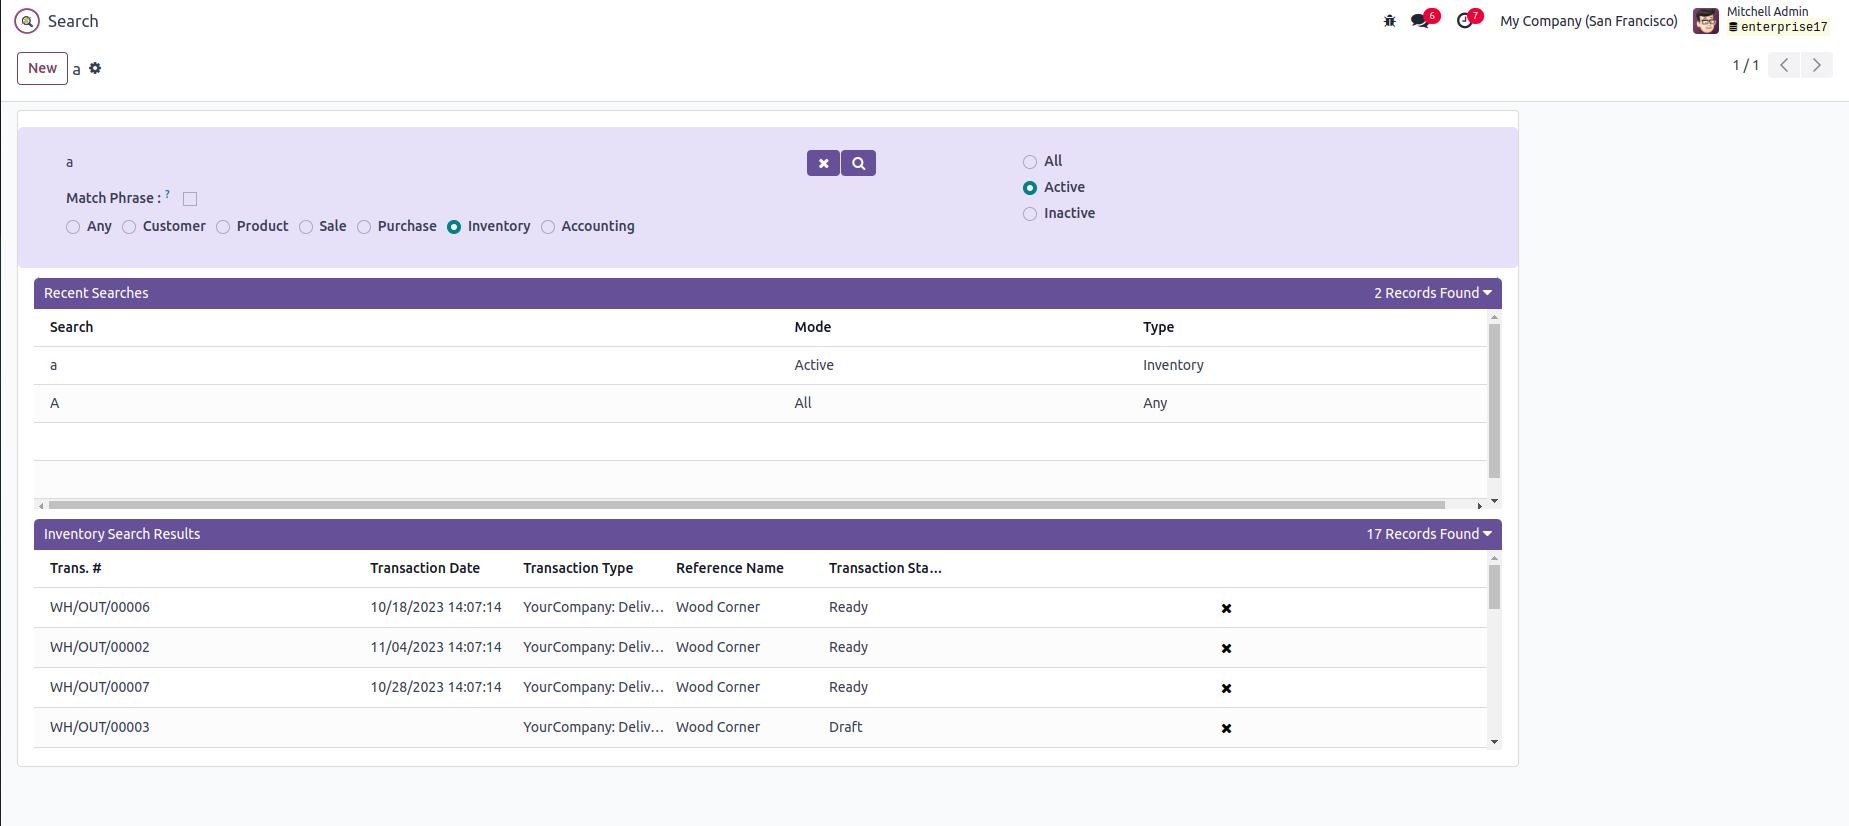 Search
6
7
My Company (San Francisco)
Mitchell Admin
enterprise17
New
a
1 / 1
a
Match Phrase : ?
Any Customer Product Sale Purchase Inventory Accounting
All
Active
Inactive
Recent Searches 2 Records Found
Search Mode Type
a Active Inventory
A All Any
Inventory Search Results 17 Records Found
Trans. # Transaction Date Transaction Type Reference Name Transaction Sta...
WH/OUT/00006 10/18/2023 14:07:14 YourCompany: Deliv... Wood Corner Ready
WH/OUT/00002 11/04/2023 14:07:14 YourCompany: Deliv... Wood Corner Ready
WH/OUT/00007 10/28/2023 14:07:14 YourCompany: Deliv... Wood Corner Ready
WH/OUT/00003 YourCompany: Deliv... Wood Corner Draft